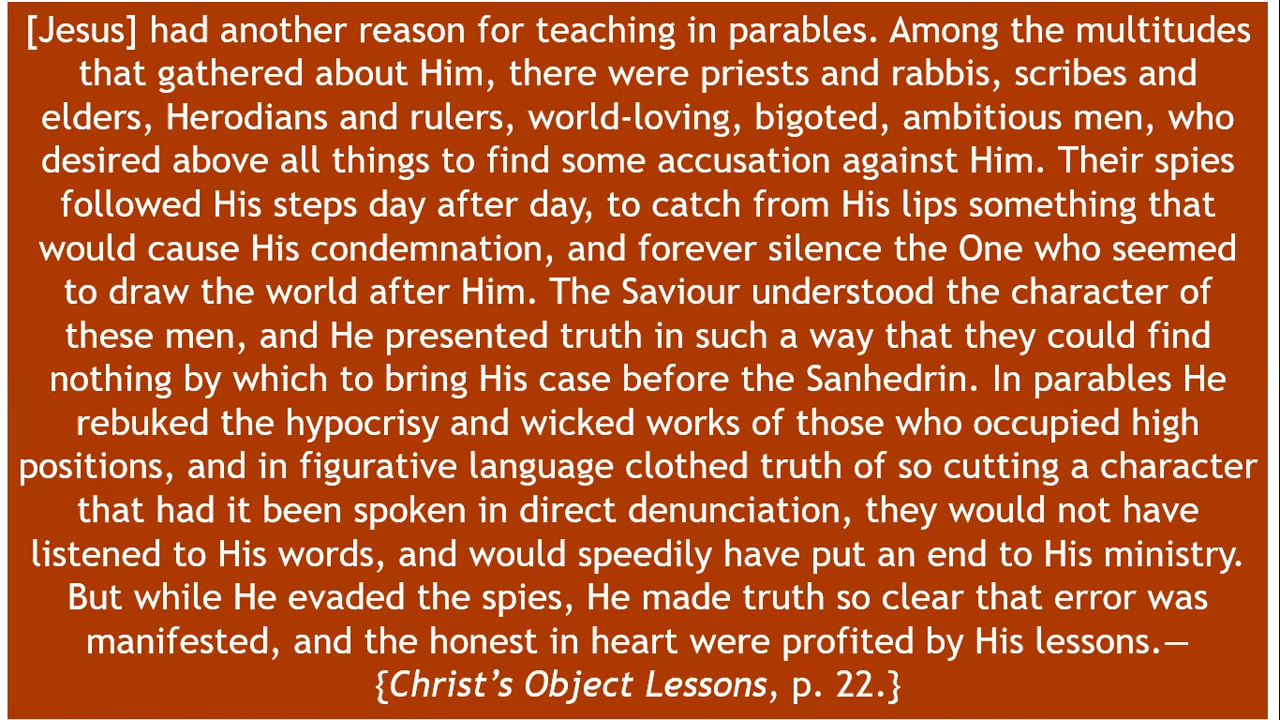 [Jesus] had another reason for teaching in parables. Among the multitudes
that gathered about Him, there were priests and rabbis, scribes and
elders, Herodians and rulers, world-loving, bigoted, ambitious men, who
desired above all things to find some accusation against Him. Their spies
followed His steps day after day, to catch from His lips something that
would cause His condemnation, and forever silence the One who seemed
to draw the world after Him. The Saviour understood the character of
these men, and He presented truth in such a way that they could find
nothing by which to bring His case before the Sanhedrin. In parables He
rebuked the hypocrisy and wicked works of those who occupied high
positions, and in figurative language clothed truth of so cutting a character
that had it been spoken in direct denunciation, they would not have
listened to His words, and would speedily have put an end to His ministry.
But while He evaded the spies, He made truth so clear that error was
manifested, and the honest in heart were profited by His lessons.—
{Christ’s Object Lessons, p. 22.}